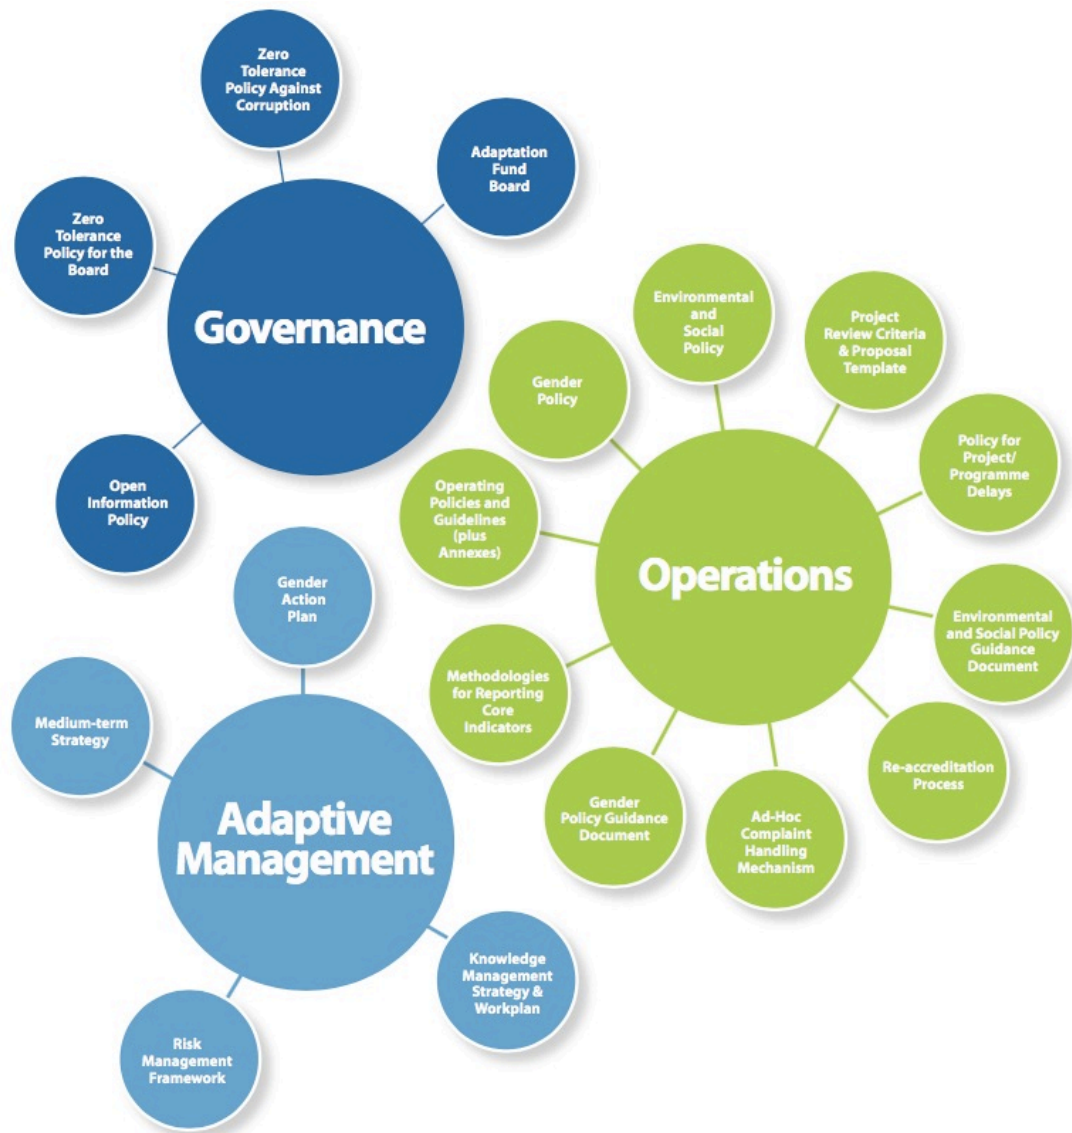 Zero
Tolerance
Policy Against
Corruption
Adaptation
Fund
Board
Zero
Tolerance
Policy for the
Board
Governance
Open
Information
Policy
Environmental
and
Social
Policy
Project
Review Criteria
& Proposal
Template
Gender
Policy
Policy for
Project/
Programme
Delays
Operating
Policies and
Guidelines
(plus
Annexes)
Operations
Environmental
and Social Policy
Guidance
Document
Methodologies
for Reporting
Core
Indicators
Re-accreditation
Process
Gender
Policy Guidance
Document
Ad-Hoc
Complaint
Handling
Mechanism
Gender
Action
Plan
Medium-term
Strategy
Adaptive
Management
Knowledge
Management
Strategy &
Workplan
Risk
Management
Framework